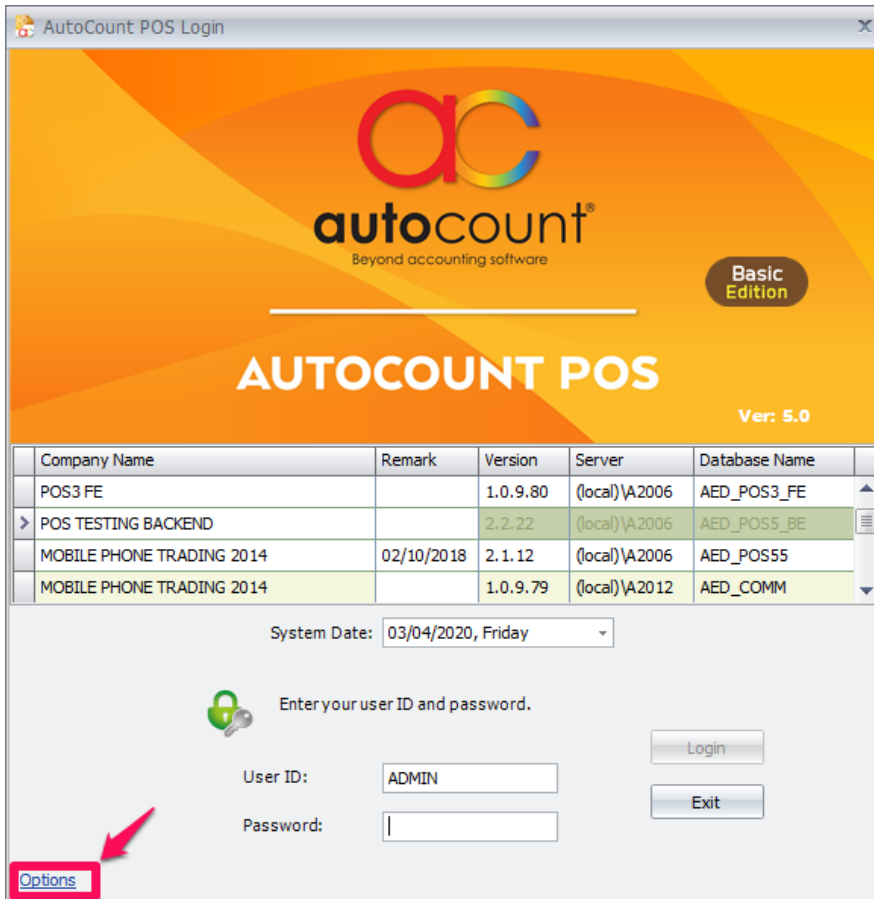 AutoCount POS Login
ac
autocount®
Beyond accounting software
Basic
Edition
AUTOCOUNT POS
Ver: 5.0
Company Name Remark Version Server Database Name
POS3 FE 1.0.9.80 (local)\A2006 AED_POS3_FE
POS TESTING BACKEND 2.2.22 (local)\A2006 AED_POS5_BE
MOBILE PHONE TRADING 2014 02/10/2018 2.1.12 (local)\A2006 AED_POS55
MOBILE PHONE TRADING 2014 1.0.9.79 (local)\A2012 AED_COMM
System Date: 03/04/2020, Friday
Enter your user ID and password.
Login
User ID: ADMIN
Exit
Password:
Options